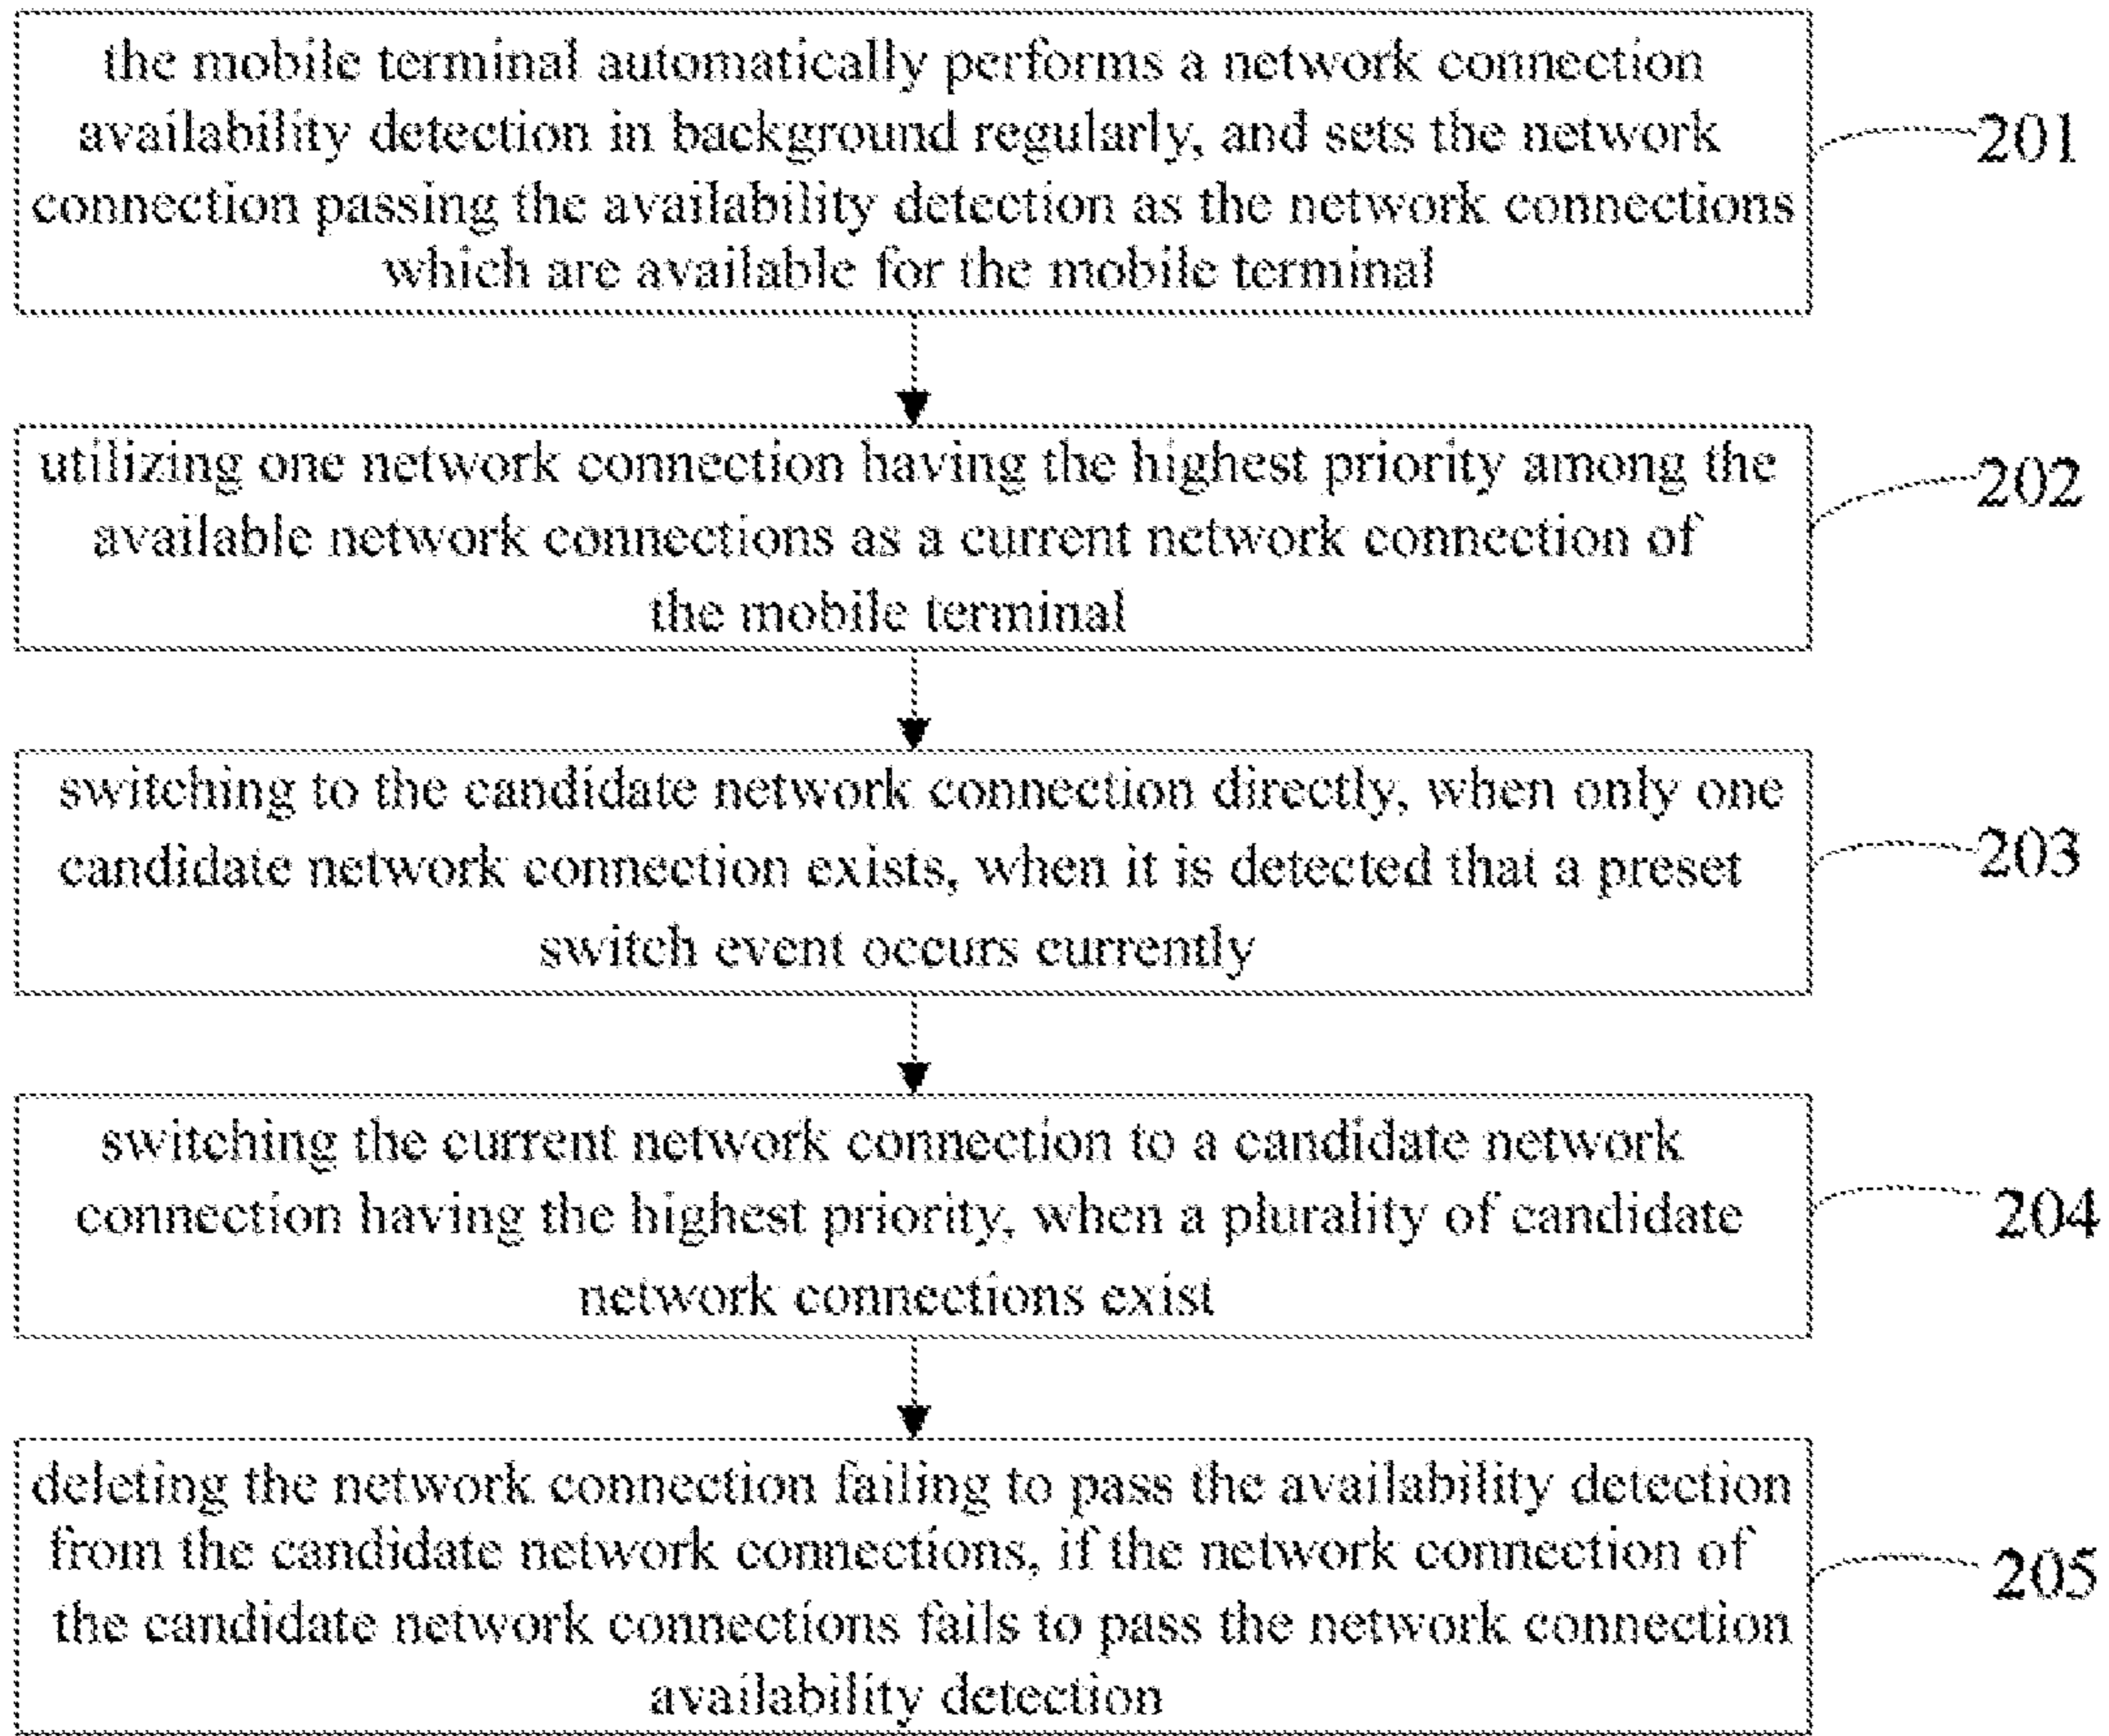 the mobile terminal automatically performs a network connection
availability detection in background regularly, and sets the network
connection passing the availability detection as the network connections
which are available for the mobile terminal
201
utilizing one network connection having the highest priority among the
available network connections as a current network connection of
the mobile terminal
202
switching to the candidate network connection directly, when only one
candidate network connection exists, when it is detected that a preset
switch event occurs currently
203
switching the current network connection to a candidate network
connection having the highest priority, when a plurality of candidate
network connections exist
204
deleting the network connection failing to pass the availability detection
from the candidate network connections, if the network connection of
the candidate network connections fails to pass the network connection
availability detection
205